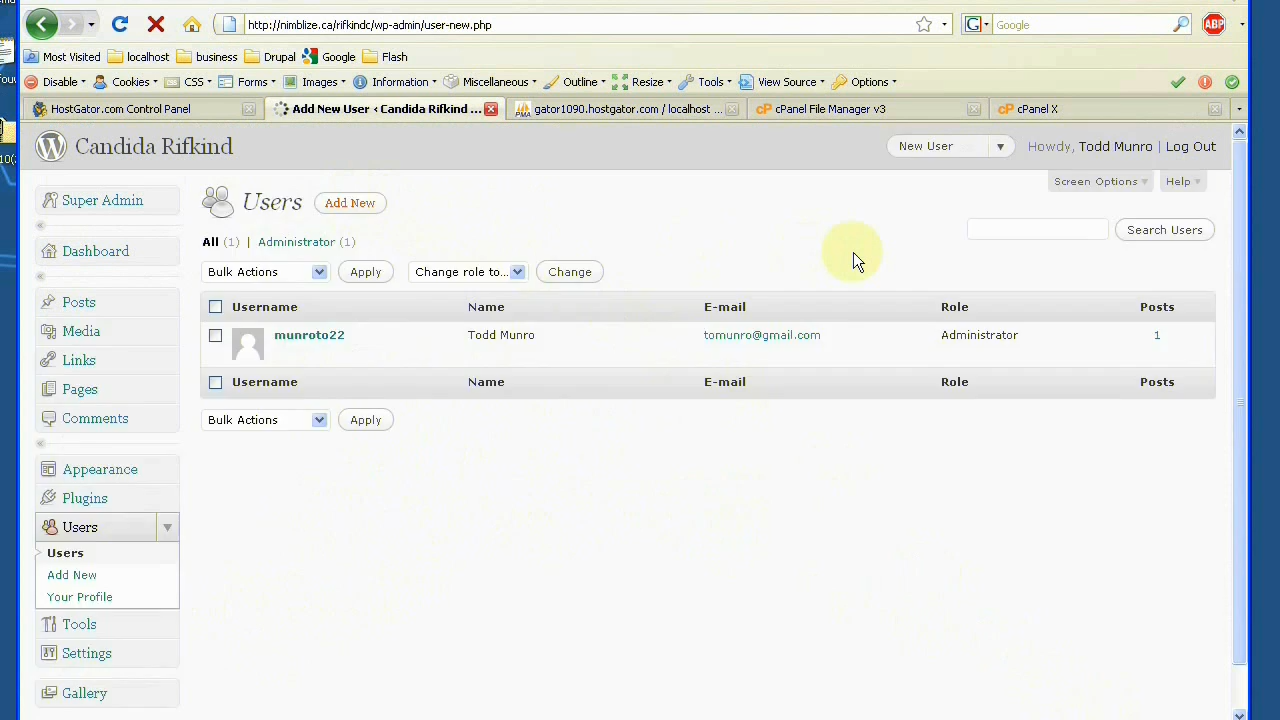 http://nimblize.ca/rifkindc/wp-admin/user-new.php
Google
ABP
Most Visited localhost business Drupal Google Flash
Disable Cookies CSS Forms Images Information Miscellaneous Outline Resize Tools View Source Options
HostGator.com Control Panel Add New User ‹ Candida Rifkind ... gator1090.hostgator.com / localhost ... cPanel File Manager v3 cPanel X
Candida Rifkind New User Howdy, Todd Munro | Log Out
Screen Options Help
Super Admin
Dashboard
Posts
Media
Links
Pages
Comments
Appearance
Plugins
Users
Users
Add New
Your Profile
Tools
Settings
Gallery
Users Add New
Search Users
All (1) | Administrator (1)
Bulk Actions Apply Change role to... Change
Username Name E-mail Role Posts
munroto22 Todd Munro tomunro@gmail.com Administrator 1
Username Name E-mail Role Posts
Bulk Actions Apply